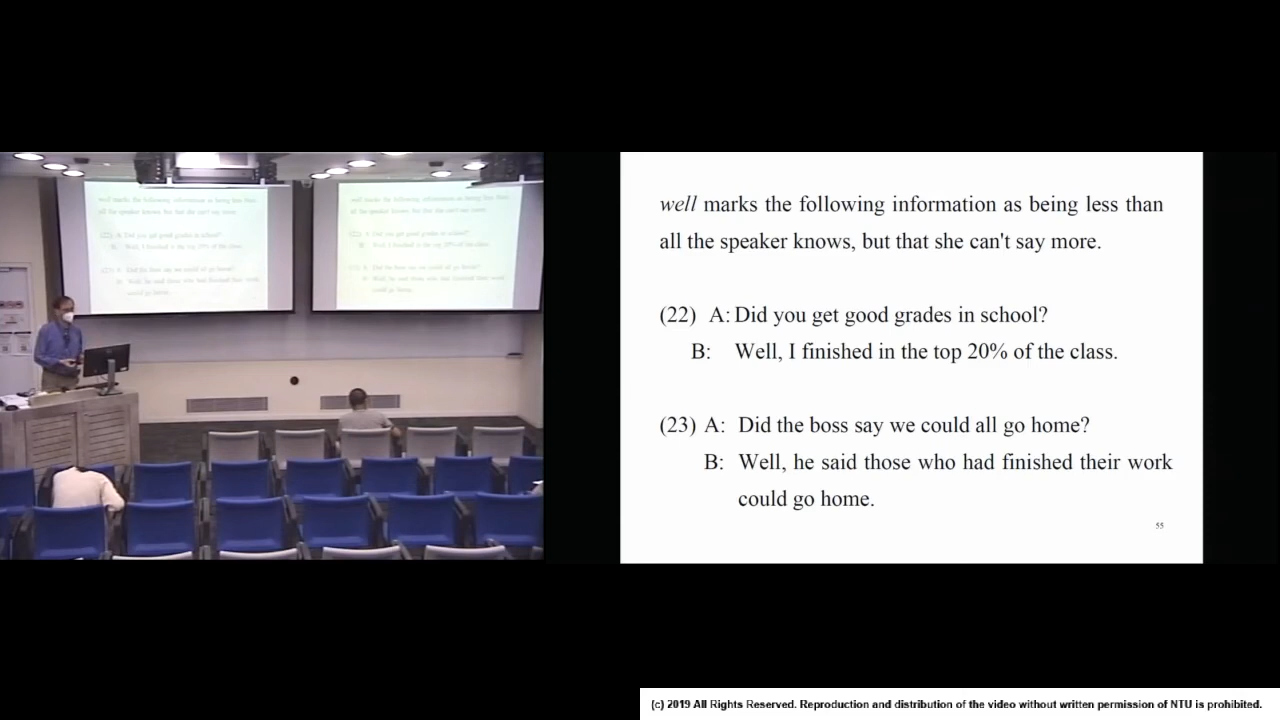 well marks the following information as being less than
all the speaker knows, but that she can't say more.
(22) A: Did you get good grades in school?
B: Well, I finished in the top 20% of the class.
(23) A: Did the boss say we could all go home?
B: Well, he said those who had finished their work
could go home.
55
(c) 2019 All Rights Reserved. Reproduction and distribution of the video without written permission of NTU is prohibited.